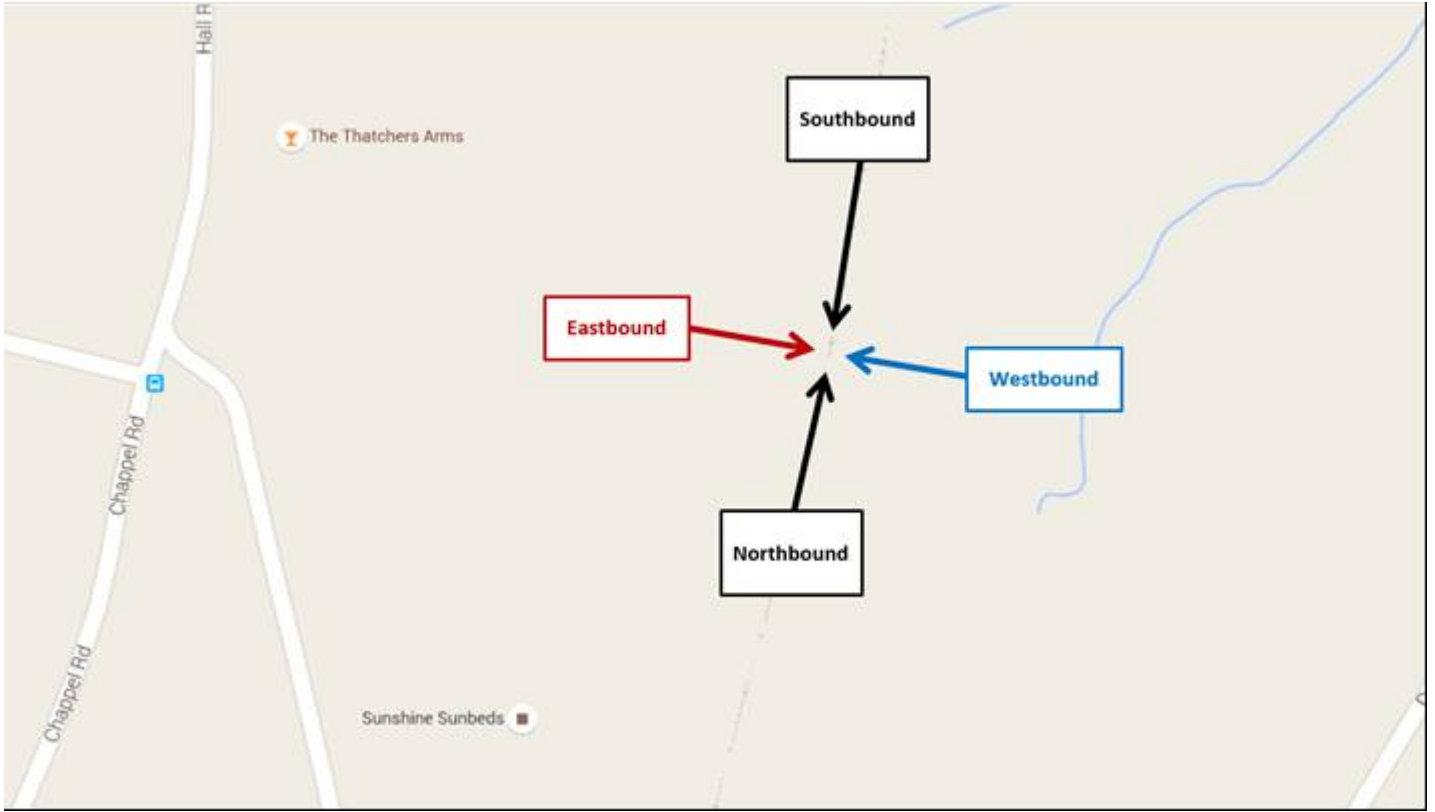 Hall R
Southbound
The Thatchers Arms
Eastbound
Westbound
Chappel Rd
Northbound
Chappel Rd
Sunshine Sunbeds